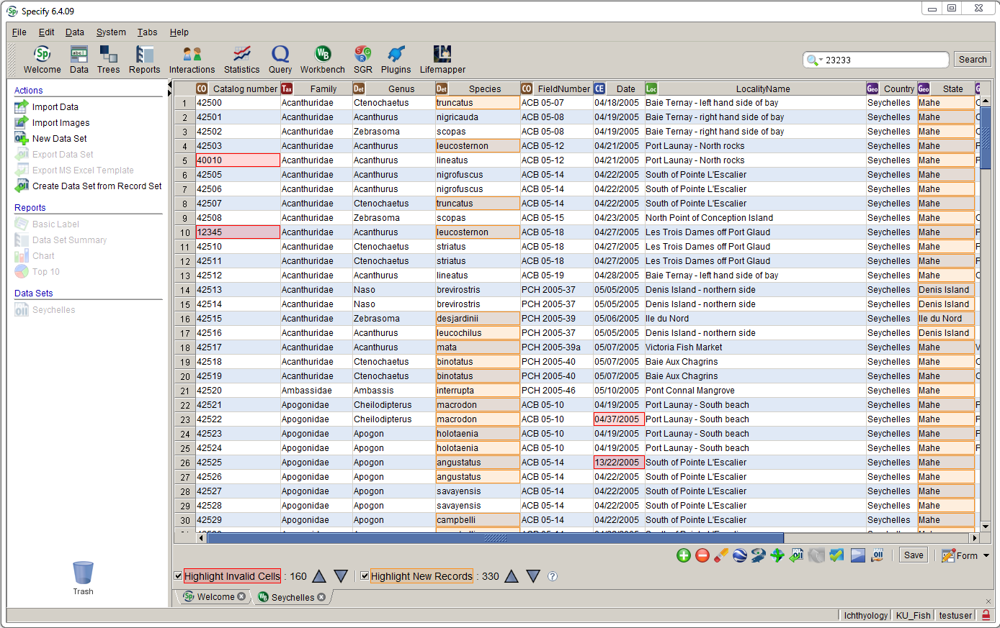 Specify 6.4.09
File Edit Data System Tabs Help
Welcome Data Trees Reports Interactions Statistics Query Workbench SGR Plugins Lifemapper 23233 Search
Actions
Import Data
Import Images
New Data Set
Export Data Set
Export MS Excel Template
Create Data Set from Record Set
Reports
Basic Label
Data Set Summary
Chart
Top 10
Data Sets
Seychelles
Trash
CO Catalog number Tax Family Det Genus Det Species CO FieldNumber CE Date Loc LocalityName Geo Country Geo State
1 42500 Acanthuridae Ctenochaetus truncatus ACB 05-07 04/18/2005 Baie Ternay - left hand side of bay Seychelles Mahe
2 42501 Acanthuridae Acanthurus nigricauda ACB 05-08 04/19/2005 Baie Ternay - right hand side of bay Seychelles Mahe
3 42502 Acanthuridae Zebrasoma scopas ACB 05-08 04/19/2005 Baie Ternay - right hand side of bay Seychelles Mahe
4 42503 Acanthuridae Acanthurus leucosternon ACB 05-12 04/21/2005 Port Launay - North rocks Seychelles Mahe
5 40010 Acanthuridae Acanthurus lineatus ACB 05-12 04/21/2005 Port Launay - North rocks Seychelles Mahe
6 42505 Acanthuridae Acanthurus nigrofuscus ACB 05-14 04/22/2005 South of Pointe L'Escalier Seychelles Mahe
7 42506 Acanthuridae Acanthurus nigrofuscus ACB 05-14 04/22/2005 South of Pointe L'Escalier Seychelles Mahe
8 42507 Acanthuridae Ctenochaetus truncatus ACB 05-14 04/22/2005 South of Pointe L'Escalier Seychelles Mahe
9 42508 Acanthuridae Zebrasoma scopas ACB 05-15 04/23/2005 North Point of Conception Island Seychelles Mahe
10 12345 Acanthuridae Acanthurus leucosternon ACB 05-18 04/27/2005 Les Trois Dames off Port Glaud Seychelles Mahe
11 42510 Acanthuridae Ctenochaetus striatus ACB 05-18 04/27/2005 Les Trois Dames off Port Glaud Seychelles Mahe
12 42511 Acanthuridae Ctenochaetus striatus ACB 05-18 04/27/2005 Les Trois Dames off Port Glaud Seychelles Mahe
13 42512 Acanthuridae Acanthurus lineatus ACB 05-19 04/28/2005 Baie Ternay - left hand side of bay Seychelles Mahe
14 42513 Acanthuridae Naso brevirostris PCH 2005-37 05/05/2005 Denis Island - northern side Seychelles Denis Island
15 42514 Acanthuridae Naso brevirostris PCH 2005-37 05/05/2005 Denis Island - northern side Seychelles Denis Island
16 42515 Acanthuridae Zebrasoma desjardinii PCH 2005-39 05/06/2005 Ile du Nord Seychelles Ile du Nord
17 42516 Acanthuridae Acanthurus leucochilus PCH 2005-37 05/05/2005 Denis Island - northern side Seychelles Denis Island
18 42517 Acanthuridae Acanthurus mata PCH 2005-39a 05/07/2005 Victoria Fish Market Seychelles Mahe
19 42518 Acanthuridae Ctenochaetus binotatus PCH 2005-40 05/07/2005 Baie Aux Chagrins Seychelles Mahe
20 42519 Acanthuridae Ctenochaetus binotatus PCH 2005-40 05/07/2005 Baie Aux Chagrins Seychelles Mahe
21 42520 Ambassidae Ambassis interrupta PCH 2005-46 05/10/2005 Pont Connal Mangrove Seychelles Mahe
22 42521 Apogonidae Cheilodipterus macrodon ACB 05-10 04/19/2005 Port Launay - South beach Seychelles Mahe
23 42522 Apogonidae Cheilodipterus macrodon ACB 05-10 04/37/2005 Port Launay - South beach Seychelles Mahe
24 42523 Apogonidae Apogon holotaenia ACB 05-10 04/19/2005 Port Launay - South beach Seychelles Mahe
25 42524 Apogonidae Apogon holotaenia ACB 05-10 04/19/2005 Port Launay - South beach Seychelles Mahe
26 42525 Apogonidae Apogon angustatus ACB 05-14 13/22/2005 South of Pointe L'Escalier Seychelles Mahe
27 42526 Apogonidae Apogon angustatus ACB 05-14 04/22/2005 South of Pointe L'Escalier Seychelles Mahe
28 42527 Apogonidae Apogon savayensis ACB 05-14 04/22/2005 South of Pointe L'Escalier Seychelles Mahe
29 42528 Apogonidae Apogon savayensis ACB 05-14 04/22/2005 South of Pointe L'Escalier Seychelles Mahe
30 42529 Apogonidae Apogon campbelli ACB 05-14 04/22/2005 South of Pointe L'Escalier Seychelles Mahe
Save Form
Highlight Invalid Cells : 160 Highlight New Records : 330
Welcome Seychelles
Ichthyology KU_Fish testuser